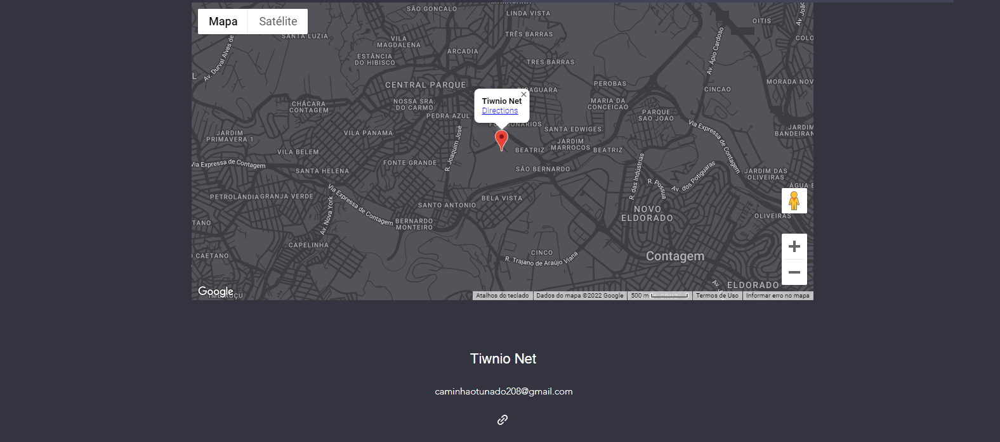 SÃO GONCALO
LINDA VISTA
OITIS
Av. João
Mapa
Satélite
SANTA LUZIA
TRÊS BARRAS
COLO
VILA
MAGDALENA
ARCADIA
Av. Durval Alves de
ESTÂNCIA
DO HIBISCO
TRES BARRAS
Av. Ápio Cardoso
L
CENTRAL PARQUE
PEROBAS
MORADA NOV
CINCAO
Tiwnio Net
Directions
CHÁCARA
CONTAGEM
NOSSA SRA.
DO CARMO
MARIA DA
CONCEICAO
PEDRA AZUL
PARQUE
SAO JOAO
SANTA EDWIGES
Via Expressa de Contagem
JARDIM
BANDEIRAN
JARDIM
PRIMAVERA 1
VILA PANAMA
R. Joaquim José
JARDIM
MARROCOS
BEATRIZ
BEATRIZ
VILA BELEM
Via Expressa de Contagem
FONTE GRANDE
SANTA HELENA
SÃO BERNARDO
R. das Indústrias
Av. dos Potiguaras
JARDIM DAS
OLIVEIRAS
R. Possua
ÁGUA B
PETROLÂNDIA
GRANJA VERDE
Via Expressa de Contagem
BELA VISTA
SANTO ANTONIO
Av. Nova York
NOVO
ELDORADO
OLIVEIRAS
TANO
BERNARDO
MONTEIRO
CAPELINHA
O CAETANO
CINCO
R. Trajano de Araújo Viana
Contagem
ELDORADO
Google
Atalhos do teclado
Dados do mapa ©2022 Google
500 m
Termos de Uso
Informar erro no mapa
Tiwnio Net
caminhaotunado208@gmail.com